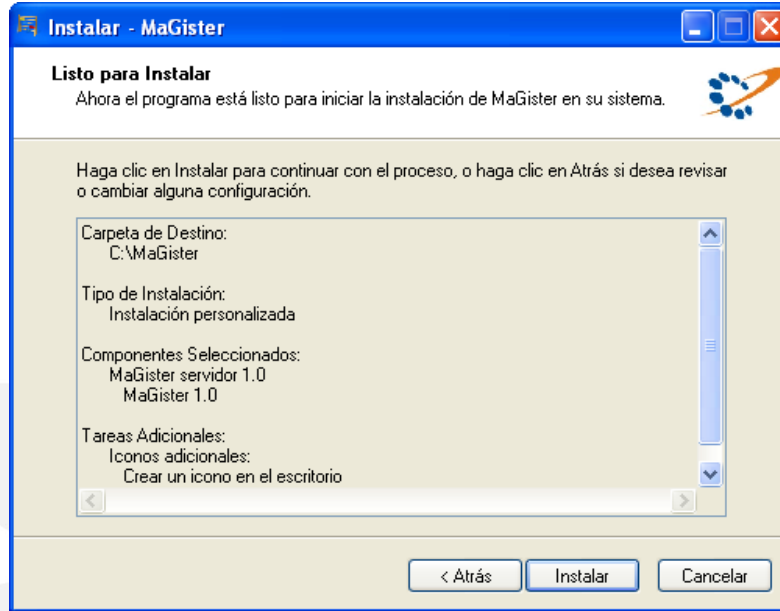 Instalar - MaGister
Listo para Instalar
Ahora el programa está listo para iniciar la instalación de MaGister en su sistema.
Haga clic en Instalar para continuar con el proceso, o haga clic en Atrás si desea revisar
o cambiar alguna configuración.
Carpeta de Destino:
C:\MaGister
Tipo de Instalación:
Instalación personalizada
Componentes Seleccionados:
MaGister servidor 1.0
MaGister 1.0
Tareas Adicionales:
Iconos adicionales:
Crear un icono en el escritorio
< Atrás
Instalar
Cancelar